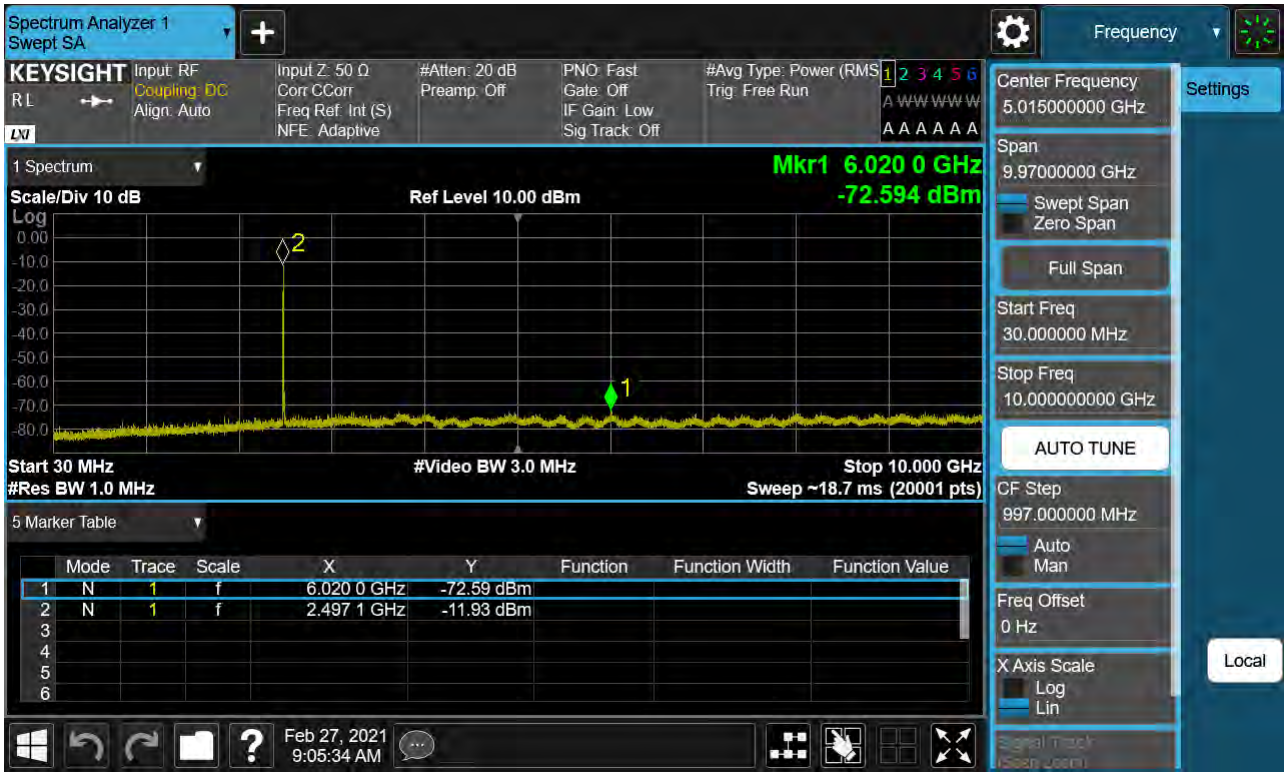 Spectrum Analyzer 1
Swept SA
Frequency
KEYSIGHT
RL
LXI
Input: RF
Coupling: DC
Align: Auto
Input Z: 50 Ω
Corr CCorr
Freq Ref: Int (S)
NFE: Adaptive
#Atten: 20 dB
Preamp: Off
PNO: Fast
Gate: Off
IF Gain: Low
Sig Track: Off
#Avg Type: Power (RMS
Trig: Free Run
1 2 3 4 5 6
A W W W W W
A A A A A A
1 Spectrum
Mkr1 6.020 0 GHz
Scale/Div 10 dB
Ref Level 10.00 dBm
-72.594 dBm
Log
0.00
-10.0
-20.0
-30.0
-40.0
-50.0
-60.0
-70.0
-80.0
2
1
Start 30 MHz
#Video BW 3.0 MHz
Stop 10.000 GHz
#Res BW 1.0 MHz
Sweep ~18.7 ms (20001 pts)
5 Marker Table
Mode Trace Scale X Y Function Function Width Function Value
1 N 1 f 6.020 0 GHz -72.59 dBm
2 N 1 f 2.497 1 GHz -11.93 dBm
3
4
5
6
Feb 27, 2021
9:05:34 AM
?
Center Frequency
5.015000000 GHz
Span
9.97000000 GHz
Swept Span
Zero Span
Full Span
Start Freq
30.000000 MHz
Stop Freq
10.000000000 GHz
AUTO TUNE
CF Step
997.000000 MHz
Auto
Man
Freq Offset
0 Hz
X Axis Scale
Log
Lin
Signal Track
(Span Zoom)
Settings
Local